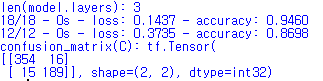 len(model.layers): 3
18/18 - 0s - loss: 0.1437 - accuracy: 0.9460
12/12 - 0s - loss: 0.3735 - accuracy: 0.8698
confusion_matrix(C): tf.Tensor(
[[354  16]
 [ 15 189]], shape=(2, 2), dtype=int32)